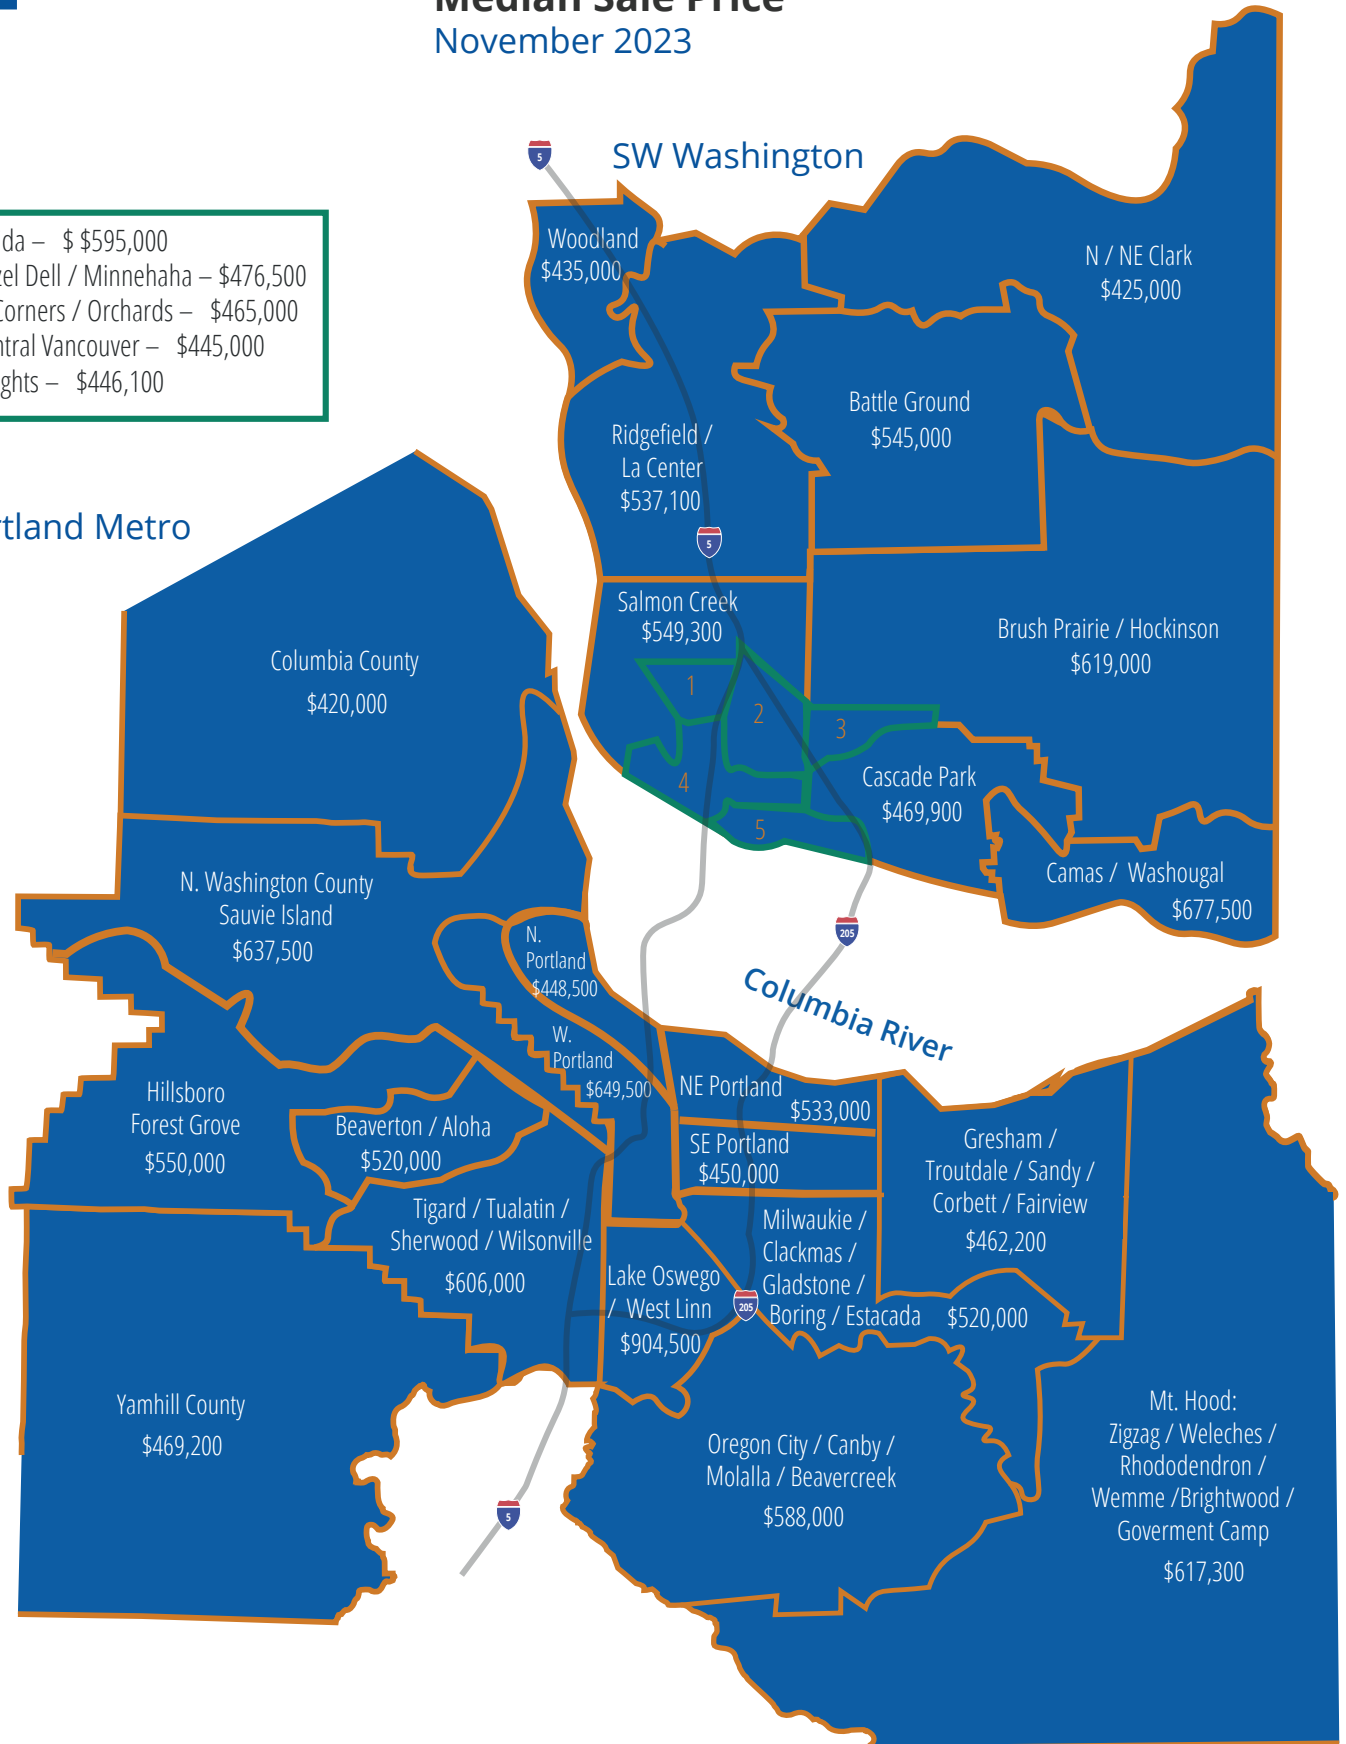 Median Sale Price
November 2023
SW Washington
da – $ $595,000
zel Dell / Minnehaha – $476,500
Corners / Orchards – $465,000
ntral Vancouver – $445,000
ghts – $446,100
rtland Metro
5
Woodland
$435,000
N / NE Clark
$425,000
Battle Ground
$545,000
Ridgefield /
La Center
$537,100
5
Salmon Creek
$549,300
Brush Prairie / Hockinson
$619,000
1
2
3
4
5
Cascade Park
$469,900
Camas / Washougal
$677,500
205
Columbia River
Columbia County
$420,000
N. Washington County
Sauvie Island
$637,500
N.
Portland
$448,500
W.
Portland
$649,500
NE Portland
$533,000
SE Portland
$450,000
Hillsboro
Forest Grove
$550,000
Beaverton / Aloha
$520,000
Gresham /
Troutdale / Sandy /
Corbett / Fairview
$462,200
Tigard / Tualatin /
Sherwood / Wilsonville
$606,000
Milwaukie /
Clackmas /
Gladstone /
Boring / Estacada $520,000
Lake Oswego
/ West Linn
$904,500
205
Yamhill County
$469,200
Oregon City / Canby /
Molalla / Beavercreek
$588,000
Mt. Hood:
Zigzag / Weleches /
Rhododendron /
Wemme /Brightwood /
Goverment Camp
$617,300
5